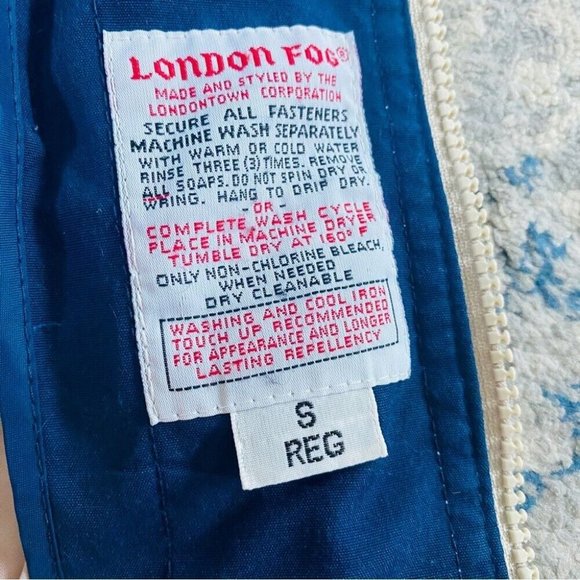 LONDON FOG®
MADE AND STYLED BY THE
LONDONTOWN CORPORATION
SECURE ALL FASTENERS
MACHINE WASH SEPARATELY
WITH WARM OR COLD WATER
RINSE THREE (3) TIMES. REMOVE
ALL SOAPS. DO NOT SPIN DRY OR
WRING. HANG TO DRIP DRY.
- OR -
COMPLETE WASH CYCLE
PLACE IN MACHINE DRYER
TUMBLE DRY AT 160° F
ONLY NON-CHLORINE BLEACH,
WHEN NEEDED
DRY CLEANABLE
WASHING AND COOL IRON
TOUCH UP RECOMMENDED
FOR APPEARANCE AND LONGER
LASTING REPELLENCY
S
REG